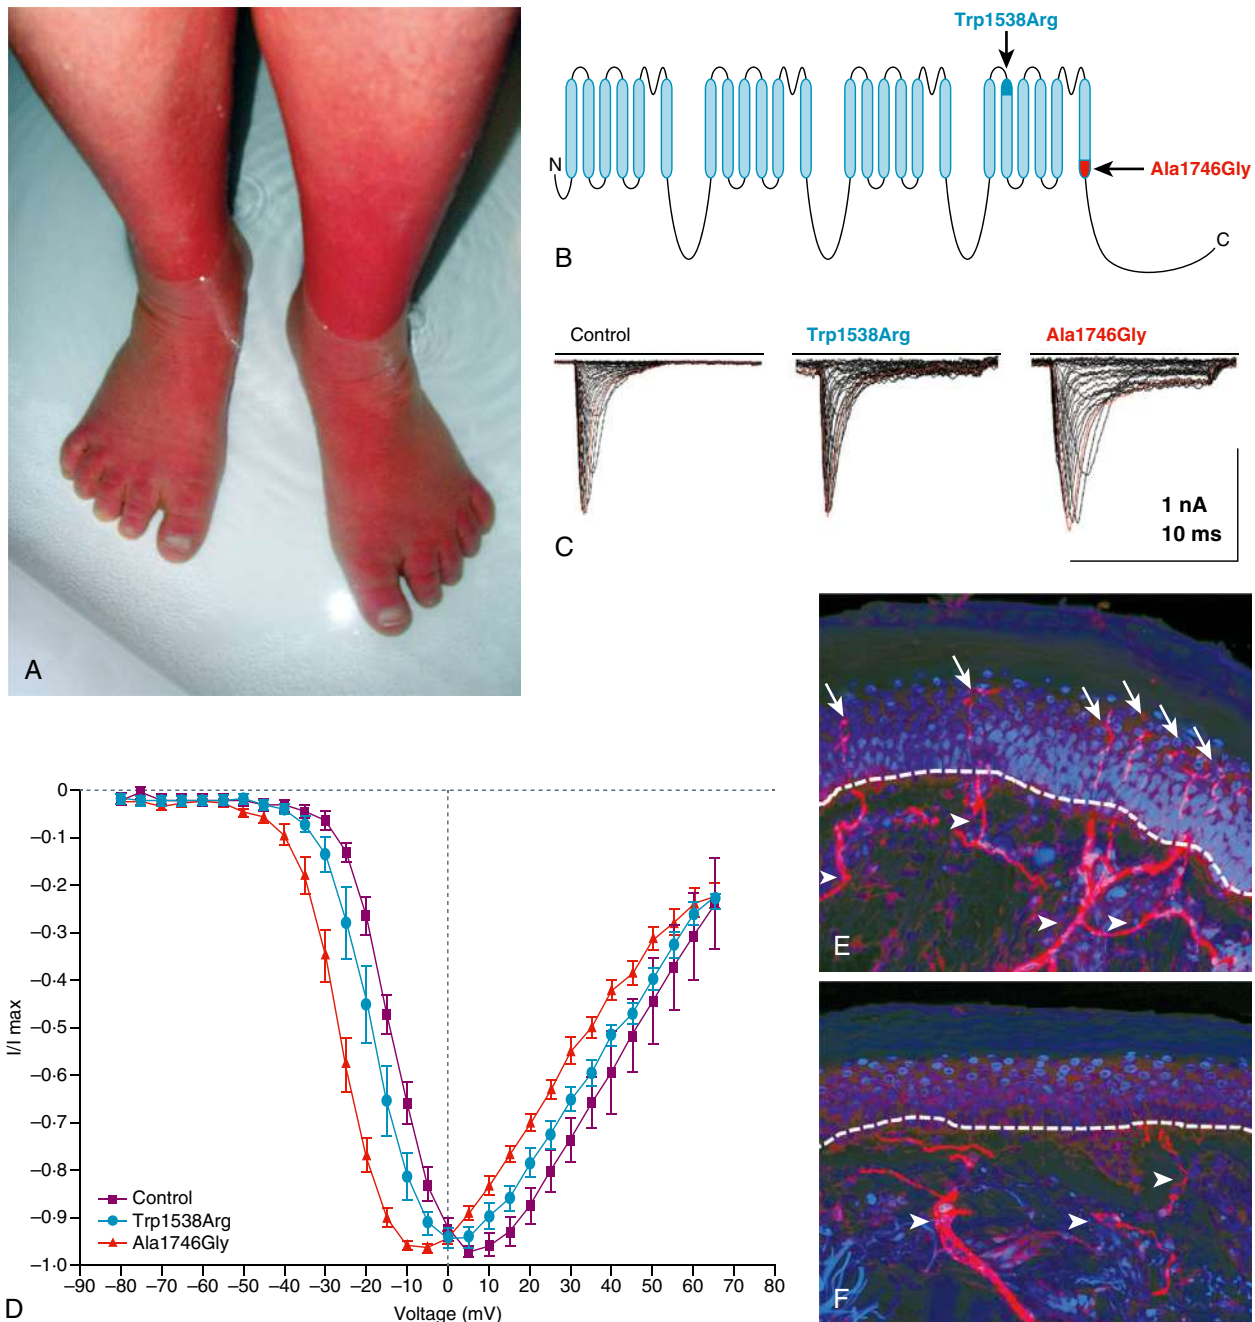 A
Trp1538Arg
N
Ala1746Gly
C
B
Control
Trp1538Arg
Ala1746Gly
1 nA
10 ms
C
0
–0.1
–0.2
–0.3
–0.4
–0.5
–0.6
–0.7
–0.8
–0.9
–1.0
I/I max
Control
Trp1538Arg
Ala1746Gly
–90 –80 –70 –60 –50 –40 –30 –20 –10 0 10 20 30 40 50 60 70 80
Voltage (mV)
D
E
F